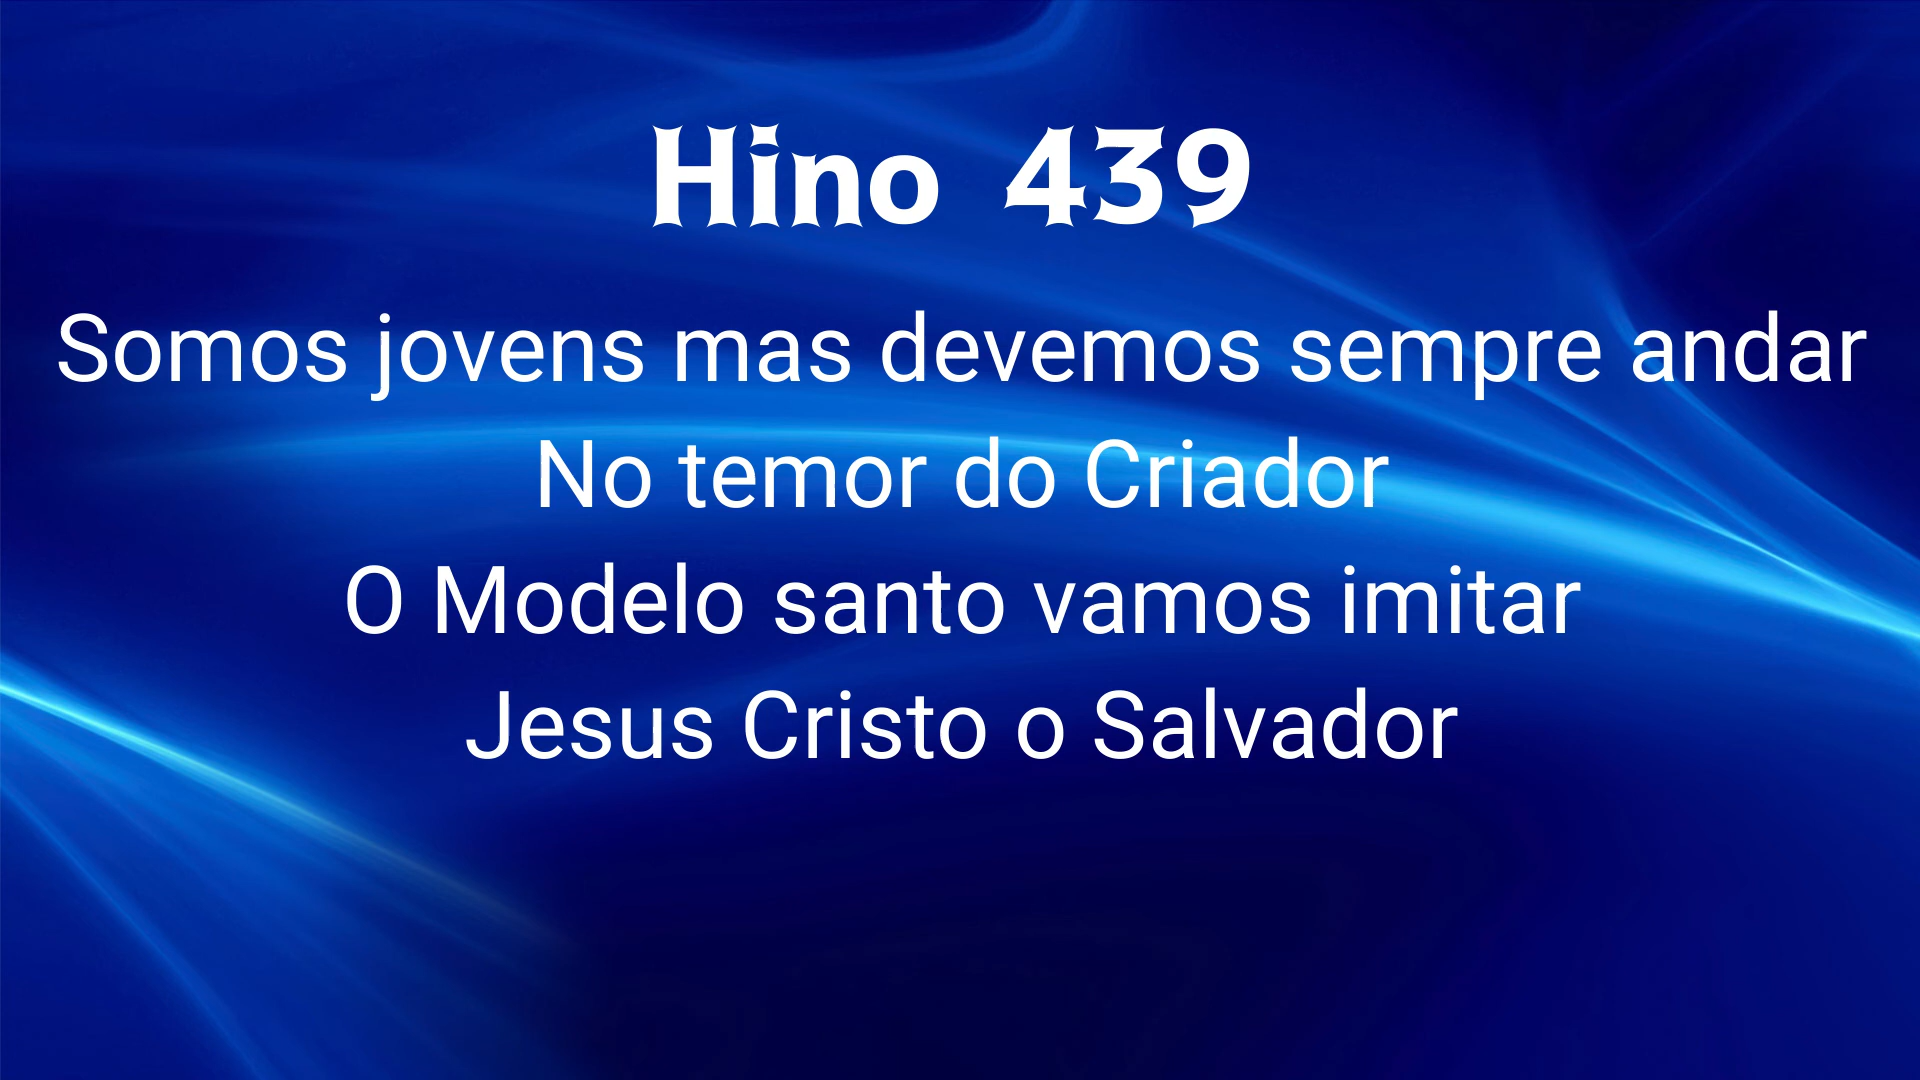 Hino 439
Somos jovens mas devemos sempre andar
No temor do Criador
O Modelo santo vamos imitar
Jesus Cristo o Salvador